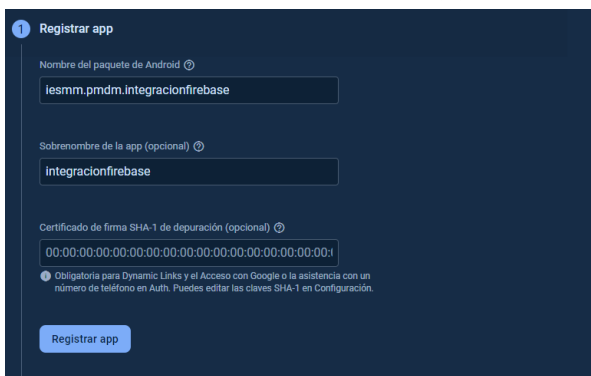 1 Registrar app
Nombre del paquete de Android ?
iesmm.pmdm.integracionfirebase
Sobrenombre de la app (opcional) ?
integracionfirebase
Certificado de firma SHA-1 de depuración (opcional) ?
00:00:00:00:00:00:00:00:00:00:00:00:00:00:00:00:00:
Obligatoria para Dynamic Links y el Acceso con Google o la asistencia con un
número de teléfono en Auth. Puedes editar las claves SHA-1 en Configuración.
Registrar app